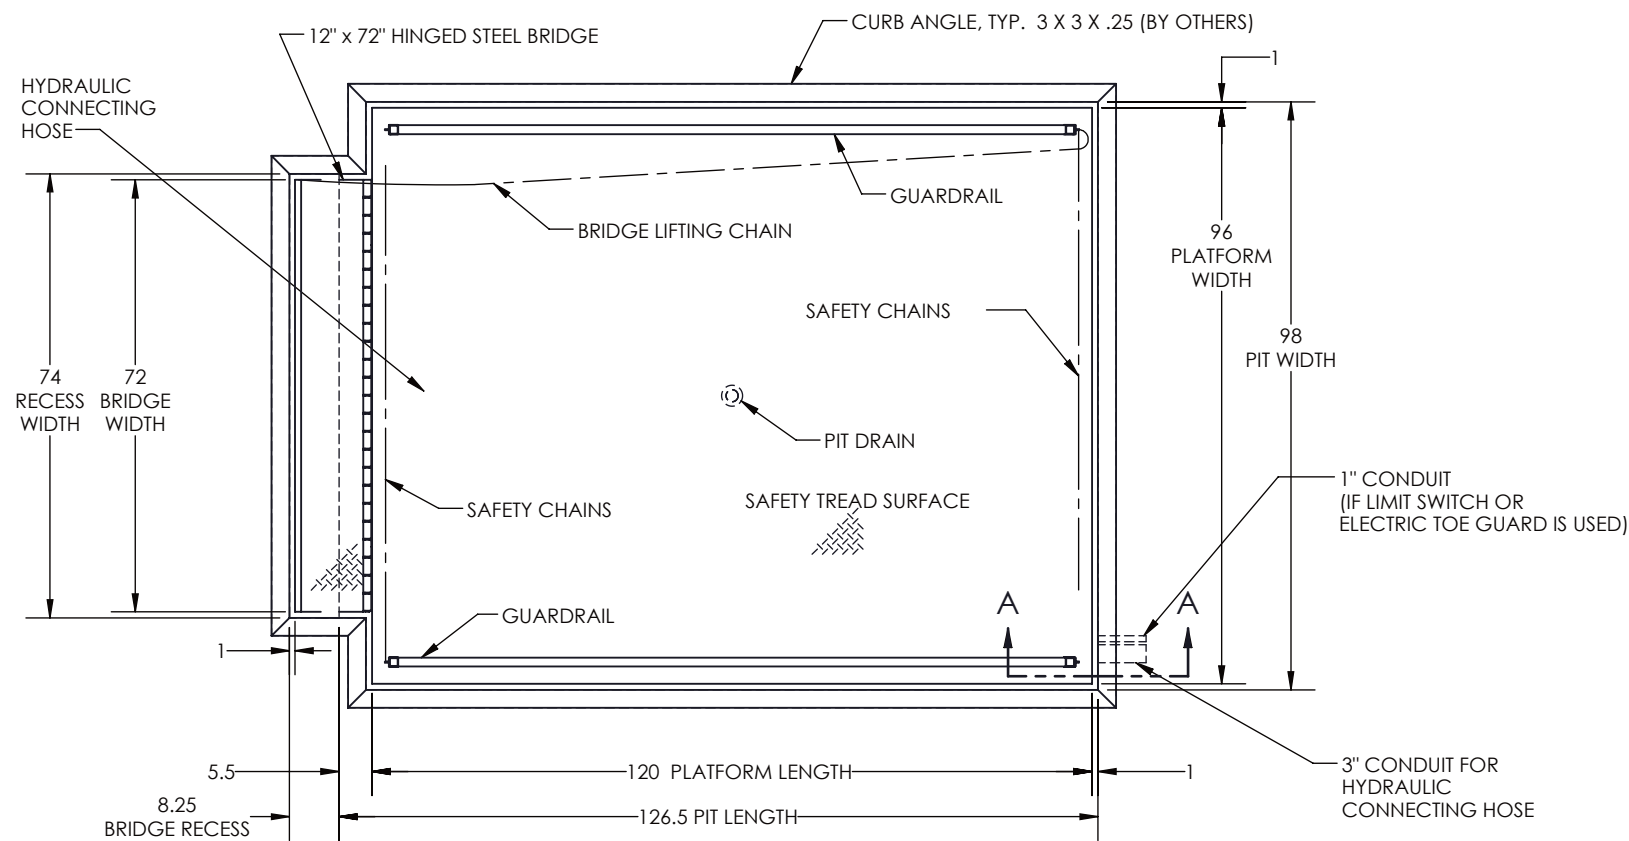 CURB ANGLE, TYP.  3 X 3 X .25 (BY OTHERS)
12" x 72" HINGED STEEL BRIDGE
1
HYDRAULIC
CONNECTING
HOSE
GUARDRAIL
BRIDGE LIFTING CHAIN
96
PLATFORM
WIDTH
SAFETY CHAINS
98
PIT WIDTH
74
RECESS
WIDTH
72
BRIDGE
WIDTH
PIT DRAIN
1" CONDUIT
(IF LIMIT SWITCH OR
ELECTRIC TOE GUARD IS USED)
SAFETY CHAINS
SAFETY TREAD SURFACE
GUARDRAIL
A
A
1
5.5
120  PLATFORM LENGTH
1
3" CONDUIT FOR
HYDRAULIC
CONNECTING HOSE
8.25
BRIDGE RECESS
126.5 PIT LENGTH